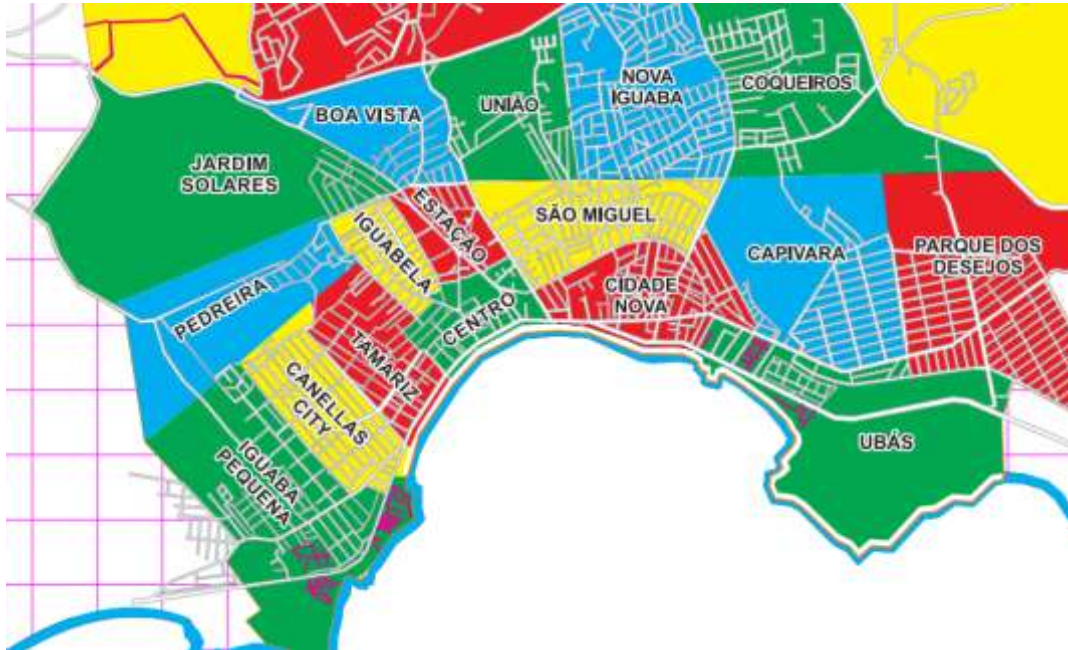 BOA VISTA
UNIÃO
NOVA
IGUABA
COQUEIROS
JARDIM
SOLARES
ESTAÇÃO
IGUABELA
SÃO MIGUEL
CAPIVARA
PARQUE DOS
DESEJOS
PEDREIRA
CENTRO
CIDADE
NOVA
TAMARIZ
CANELLAS
CITY
UBÁS
IGUABA
PEQUENA